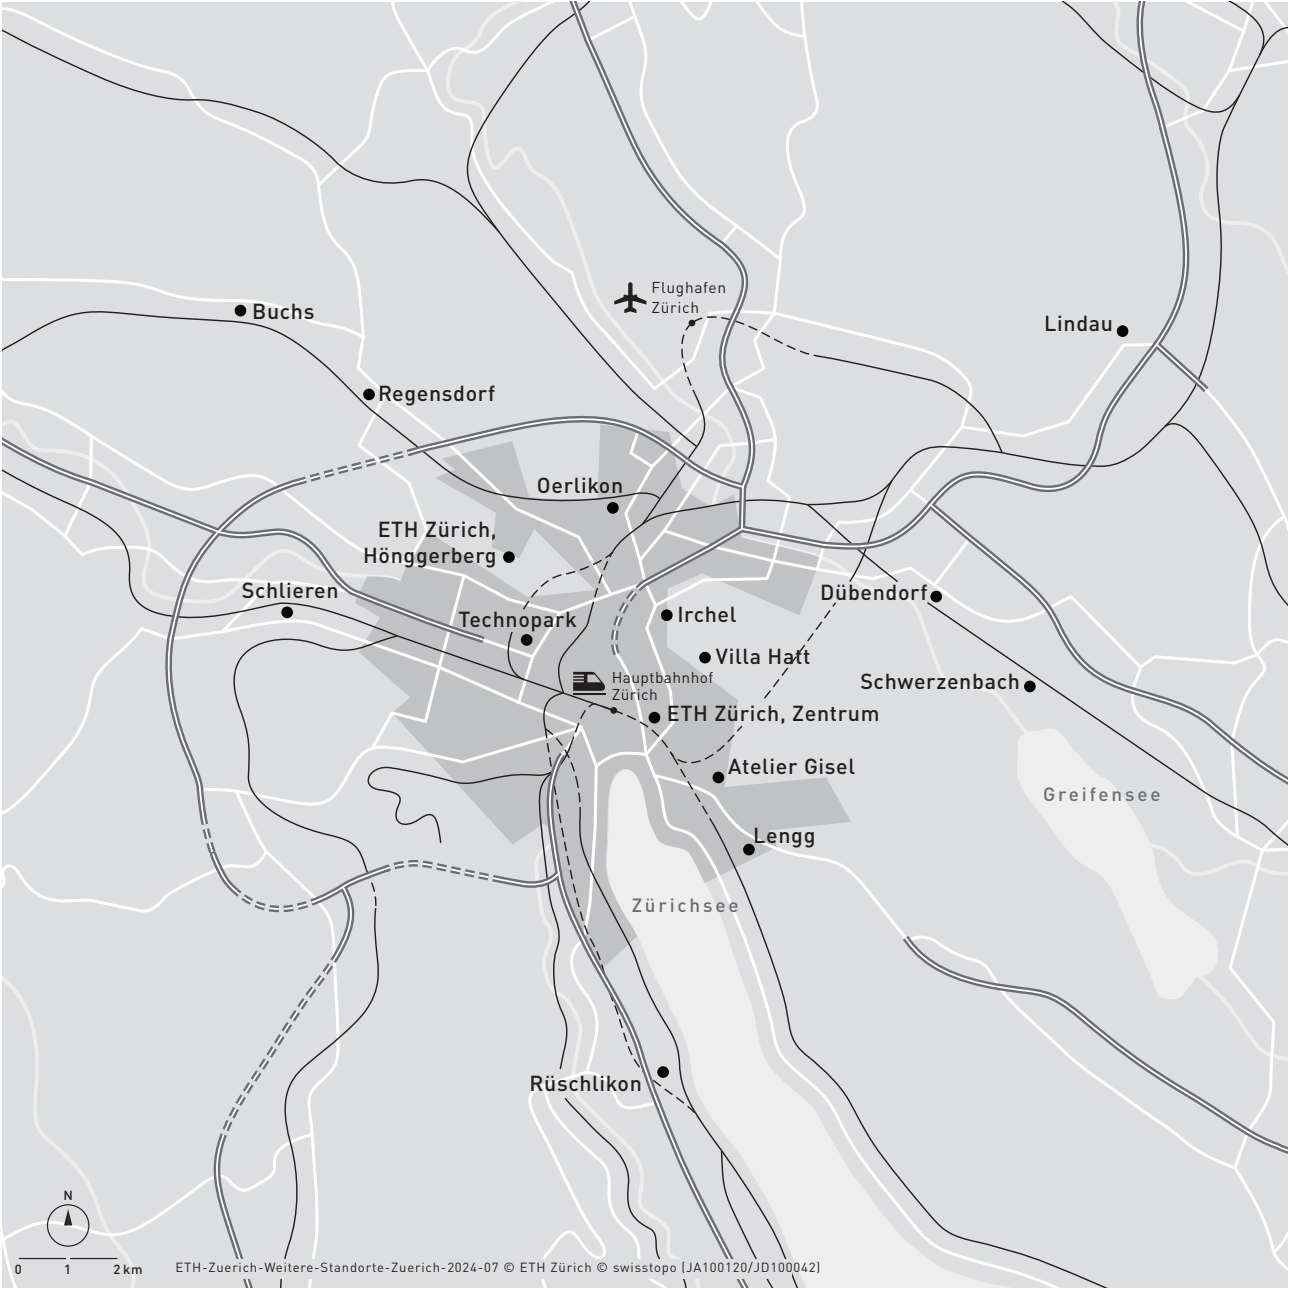 Flughafen
Zürich
Buchs
Lindau
Regensdorf
Oerlikon
ETH Zürich,
Hönggerberg
Schlieren
Dübendorf
Technopark
Irchel
Villa Hatt
Hauptbahnhof
Zürich
Schwerzenbach
ETH Zürich, Zentrum
Atelier Gisel
Greifensee
Lengg
Zürichsee
Rüschlikon
N
0 1 2 km
ETH-Zuerich-Weitere-Standorte-Zuerich-2024-07 © ETH Zürich © swisstopo (JA100120/JD100042)